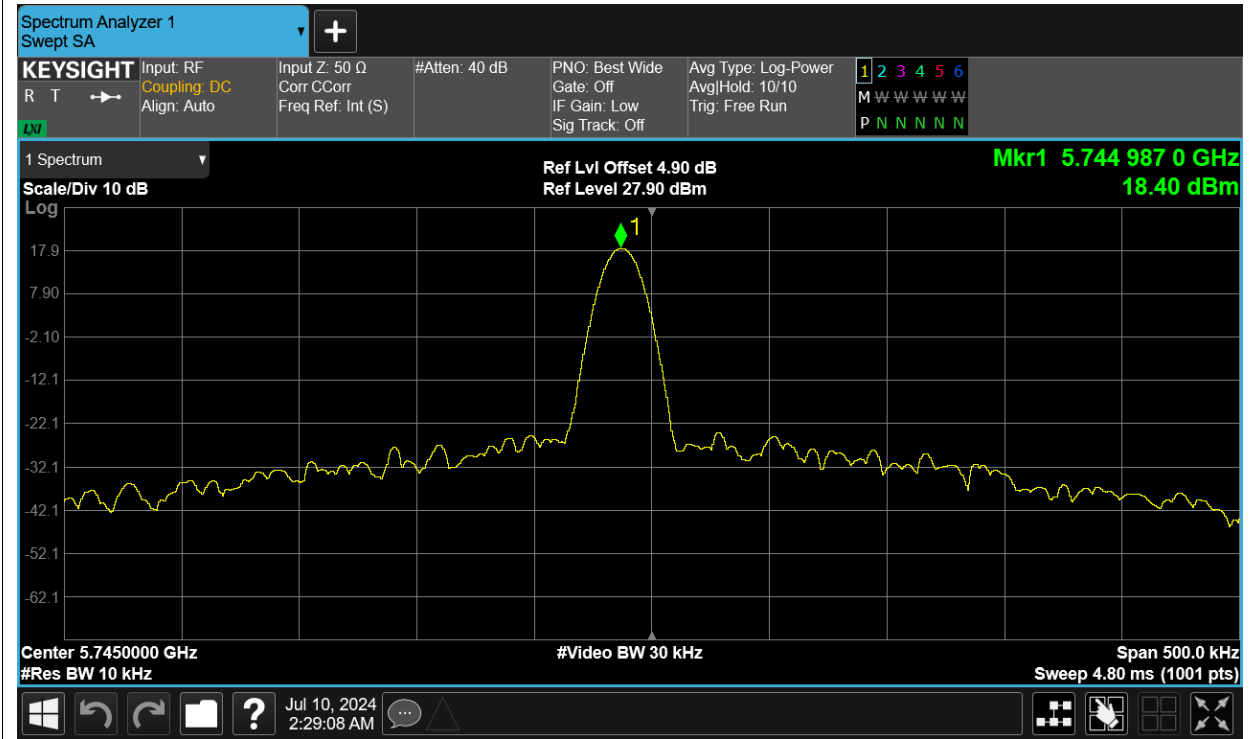 Spectrum Analyzer 1
Swept SA
KEYSIGHT
R T
LXI
Input: RF
Coupling: DC
Align: Auto
Input Z: 50 Ω
Corr CCorr
Freq Ref: Int (S)
#Atten: 40 dB
PNO: Best Wide
Gate: Off
IF Gain: Low
Sig Track: Off
Avg Type: Log-Power
Avg|Hold: 10/10
Trig: Free Run
1 2 3 4 5 6
M W W W W W
P N N N N N
1 Spectrum
Scale/Div 10 dB
Log
Ref Lvl Offset 4.90 dB
Ref Level 27.90 dBm
Mkr1 5.744 987 0 GHz
18.40 dBm
1
17.9
7.90
-2.10
-12.1
-22.1
-32.1
-42.1
-52.1
-62.1
Center 5.7450000 GHz
#Res BW 10 kHz
#Video BW 30 kHz
Span 500.0 kHz
Sweep 4.80 ms (1001 pts)
?
Jul 10, 2024
2:29:08 AM